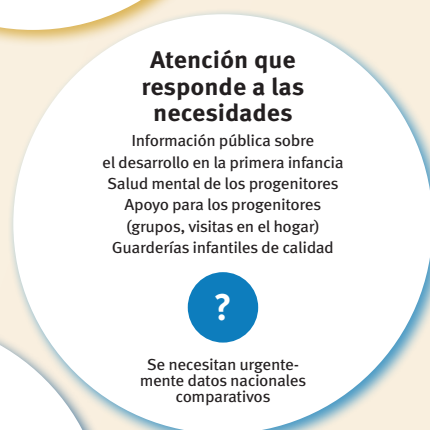 Atención que
responde a las
necesidades
Información pública sobre
el desarrollo en la primera infancia
Salud mental de los progenitores
Apoyo para los progenitores
(grupos, visitas en el hogar)
Guarderías infantiles de calidad
?
Se necesitan urgente-
mente datos nacionales
comparativos